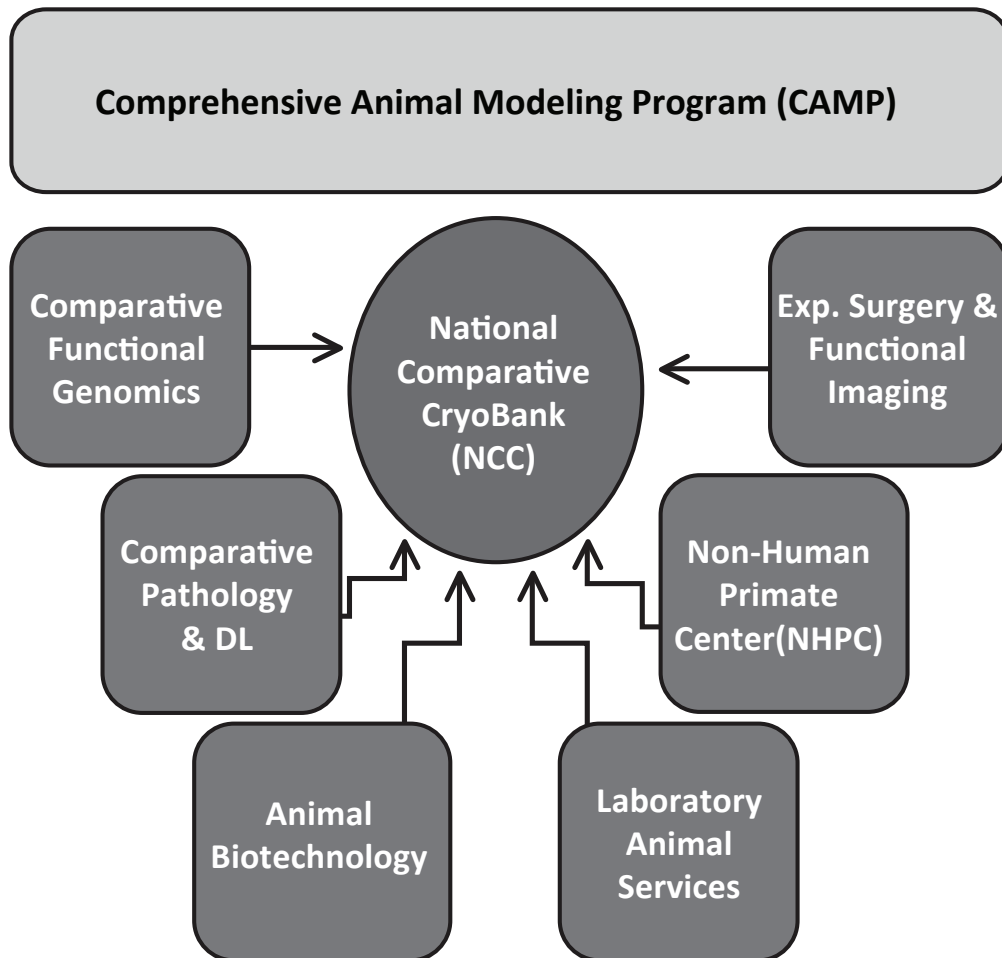 Comprehensive Animal Modeling Program (CAMP)
Comparative
Functional
Genomics
National
Comparative
CryoBank
(NCC)
Exp. Surgery &
Functional
Imaging
Comparative
Pathology
& DL
Non-Human
Primate
Center(NHPC)
Animal
Biotechnology
Laboratory
Animal
Services